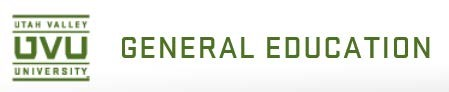 UTAH VALLEY
UVU
UNIVERSITY
GENERAL EDUCATION